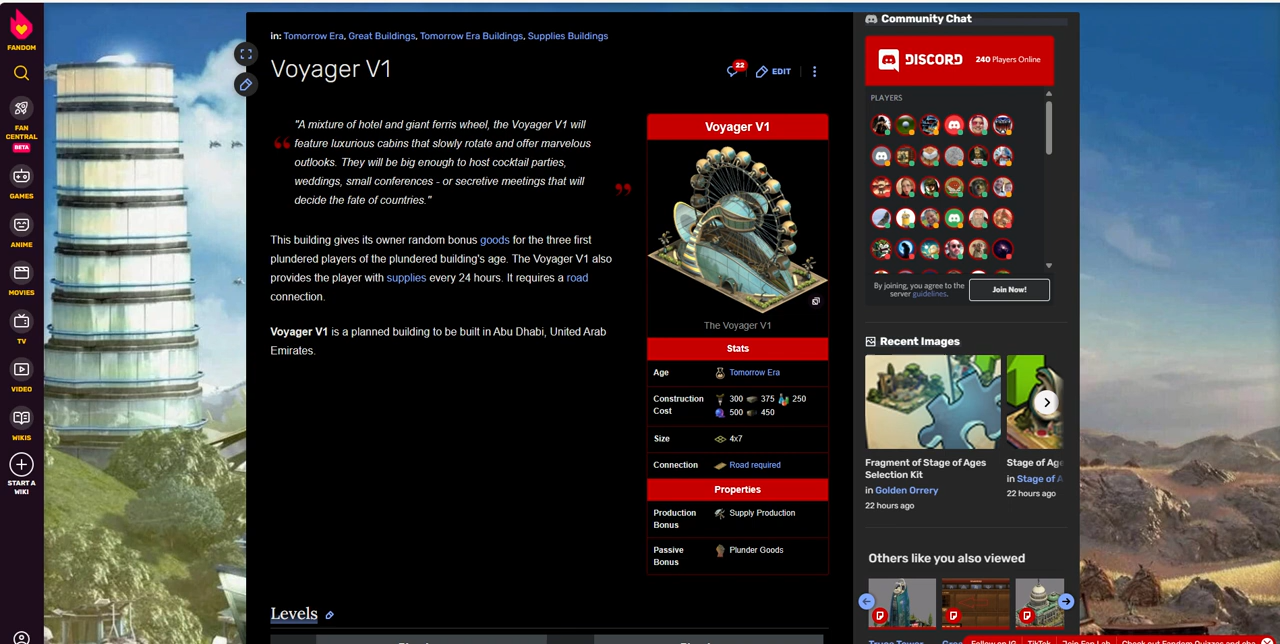 FANDOM
FAN
CENTRAL
BETA
GAMES
ANIME
MOVIES
TV
VIDEO
WIKIS
START A
WIKI
in: Tomorrow Era, Great Buildings, Tomorrow Era Buildings, Supplies Buildings
Voyager V1
22
EDIT
"A mixture of hotel and giant ferris wheel, the Voyager V1 will
feature luxurious cabins that slowly rotate and offer marvelous
outlooks. They will be big enough to host cocktail parties,
weddings, small conferences - or secretive meetings that will
decide the fate of countries."
This building gives its owner random bonus goods for the three first
plundered players of the plundered building's age. The Voyager V1 also
provides the player with supplies every 24 hours. It requires a road
connection.
Voyager V1 is a planned building to be built in Abu Dhabi, United Arab
Emirates.
Voyager V1
The Voyager V1
Stats
Age Tomorrow Era
Construction
Cost
300 375 250
500 450
Size 4x7
Connection Road required
Properties
Production
Bonus
Supply Production
Passive
Bonus
Plunder Goods
Levels
Community Chat
DISCORD 240 Players Online
PLAYERS
By joining, you agree to the
server guidelines.
Join Now!
Recent Images
Fragment of Stage of Ages
Selection Kit
in Golden Orrery
22 hours ago
Stage of Age
in Stage of A
22 hours ago
Others like you also viewed
Follow on IG
TikTok
Join Fan Lab